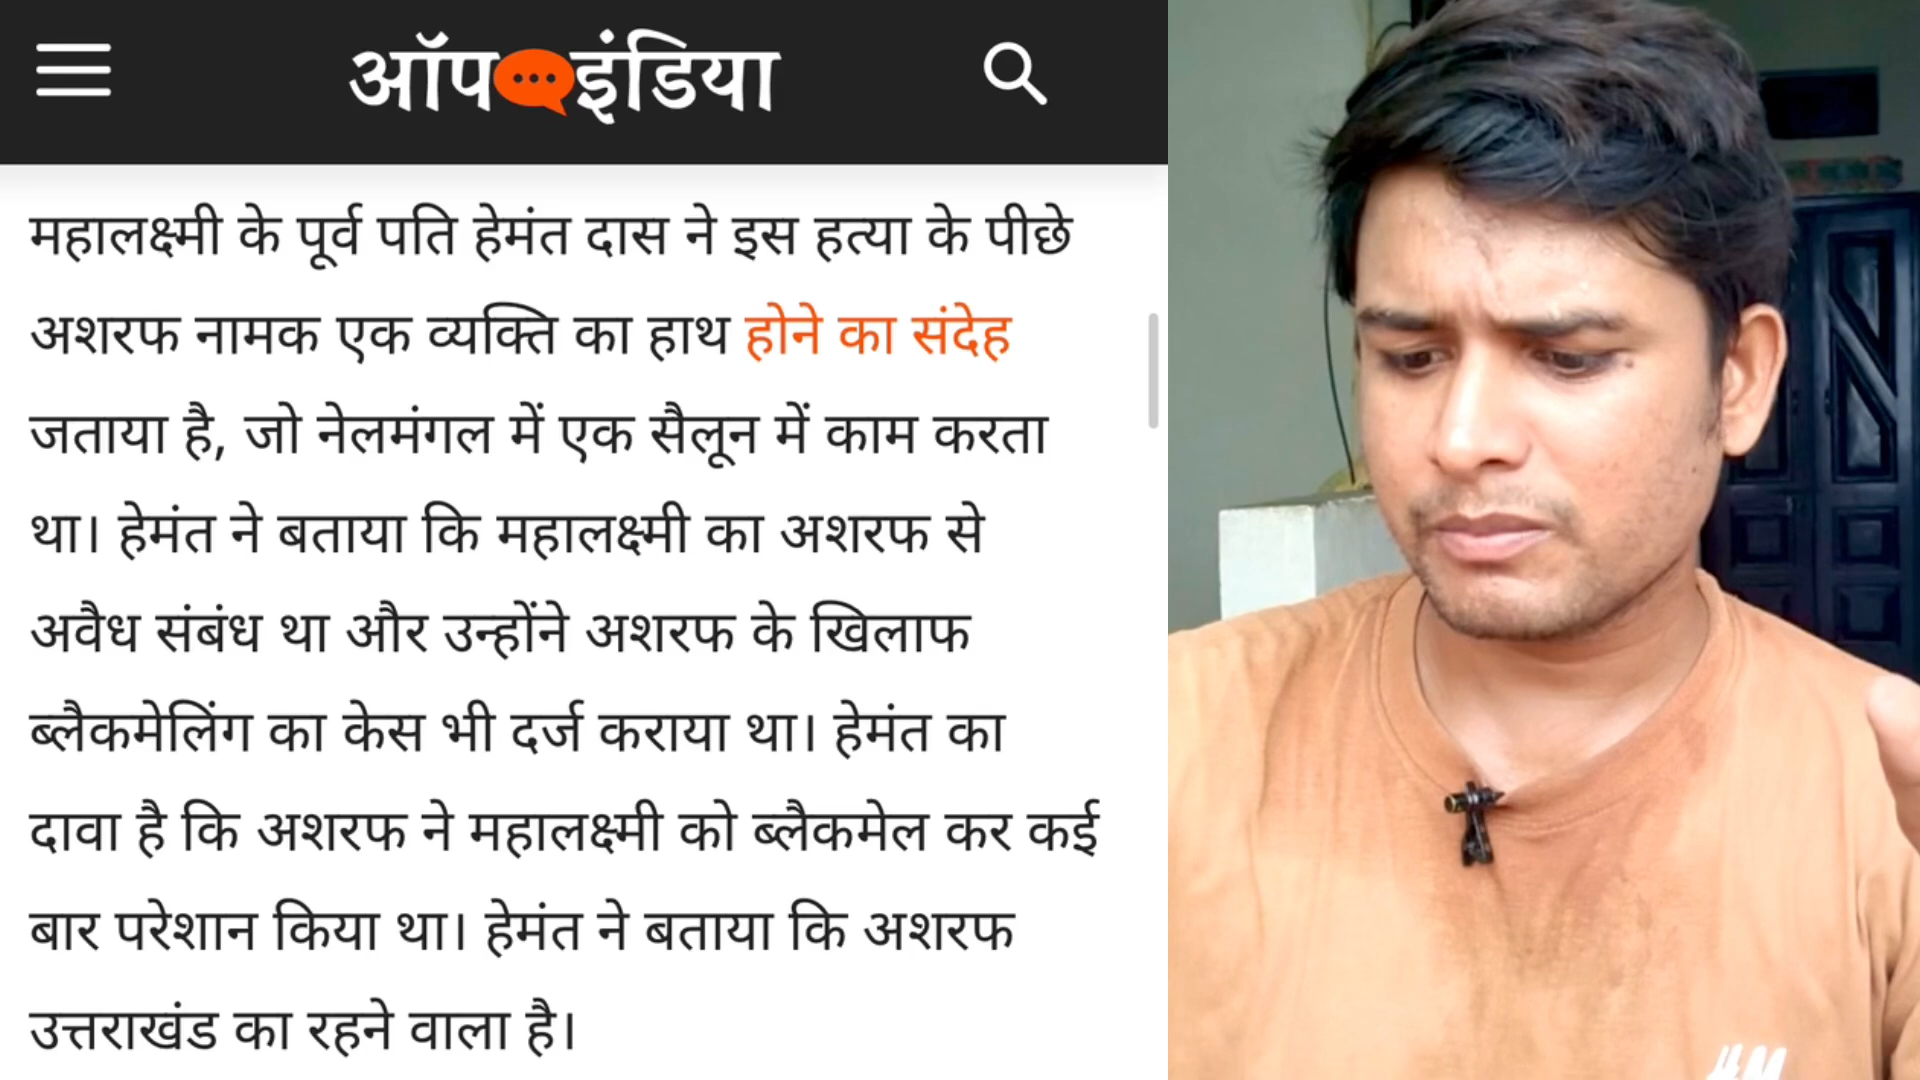 ऑपइंडिया
महालक्ष्मी के पूर्व पति हेमंत दास ने इस हत्या के पीछे
अशरफ नामक एक व्यक्ति का हाथ होने का संदेह
जताया है, जो नेलमंगल में एक सैलून में काम करता
था। हेमंत ने बताया कि महालक्ष्मी का अशरफ से
अवैध संबंध था और उन्होंने अशरफ के खिलाफ
ब्लैकमेलिंग का केस भी दर्ज कराया था। हेमंत का
दावा है कि अशरफ ने महालक्ष्मी को ब्लैकमेल कर कई
बार परेशान किया था। हेमंत ने बताया कि अशरफ
उत्तराखंड का रहने वाला है।